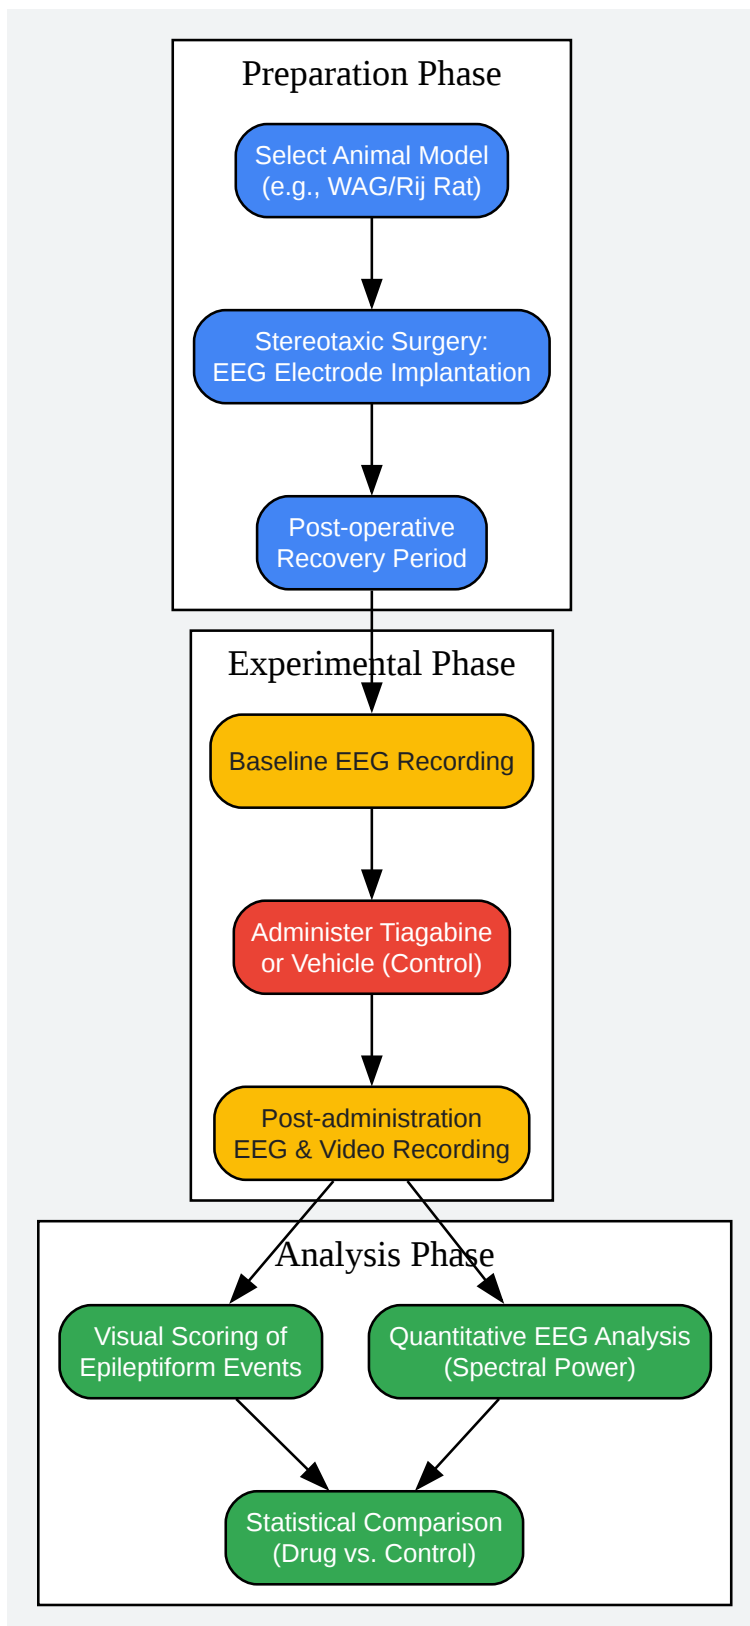 Preparation Phase
Select Animal Model
(e.g., WAG/Rij Rat)
Stereotaxic Surgery:
EEG Electrode Implantation
Post-operative
Recovery Period
Experimental Phase
Baseline EEG Recording
Administer Tiagabine
or Vehicle (Control)
Post-administration
EEG & Video Recording
Analysis Phase
Visual Scoring of
Epileptiform Events
Quantitative EEG Analysis
(Spectral Power)
Statistical Comparison
(Drug vs. Control)